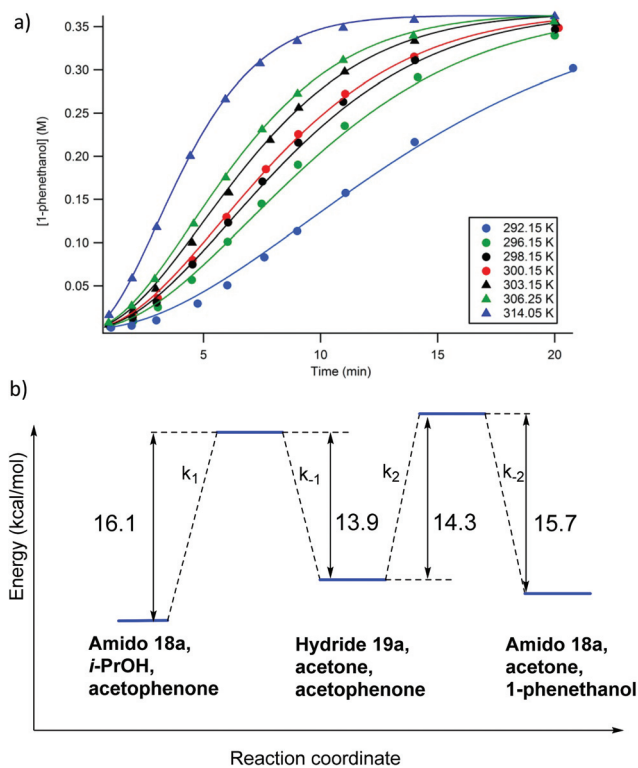 a)
0.35
0.30
0.25
0.20
0.15
0.10
0.05
[1-phenethanol] (M)
292.15 K
296.15 K
298.15 K
300.15 K
303.15 K
306.25 K
314.05 K
5
10
15
20
Time (min)
b)
Energy (kcal/mol)
k1
k-1
k2
k-2
16.1
13.9
14.3
15.7
Amido 18a,
i-PrOH,
acetophenone
Hydride 19a,
acetone,
acetophenone
Amido 18a,
acetone,
1-phenethanol
Reaction coordinate